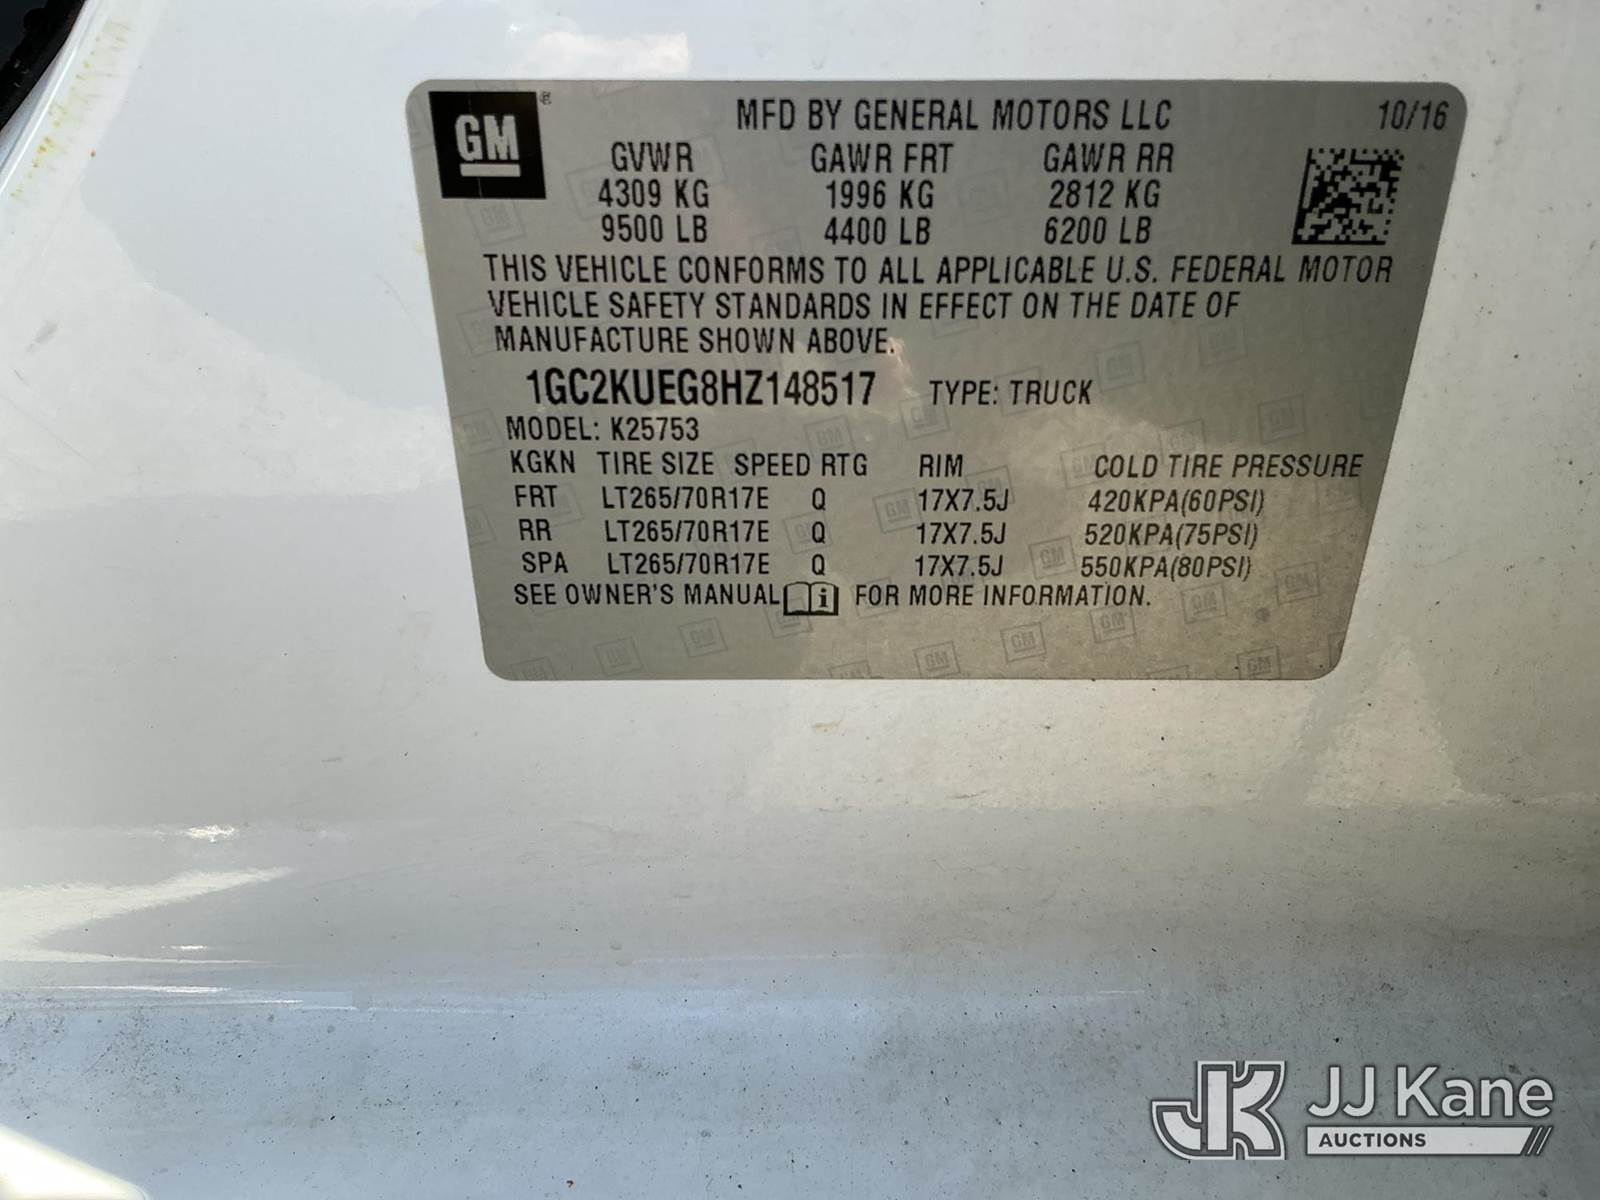 GM ®
MFD BY GENERAL MOTORS LLC 10/16
GVWR GAWR FRT GAWR RR
4309 KG 1996 KG 2812 KG
9500 LB 4400 LB 6200 LB
THIS VEHICLE CONFORMS TO ALL APPLICABLE U.S. FEDERAL MOTOR
VEHICLE SAFETY STANDARDS IN EFFECT ON THE DATE OF
MANUFACTURE SHOWN ABOVE.
1GC2KUEG8HZ148517 TYPE: TRUCK
MODEL: K25753
KGKN TIRE SIZE SPEED RTG RIM COLD TIRE PRESSURE
FRT LT265/70R17E Q 17X7.5J 420KPA(60PSI)
RR LT265/70R17E Q 17X7.5J 520KPA(75PSI)
SPA LT265/70R17E Q 17X7.5J 550KPA(80PSI)
SEE OWNER'S MANUAL i FOR MORE INFORMATION.
JK JJ Kane
AUCTIONS